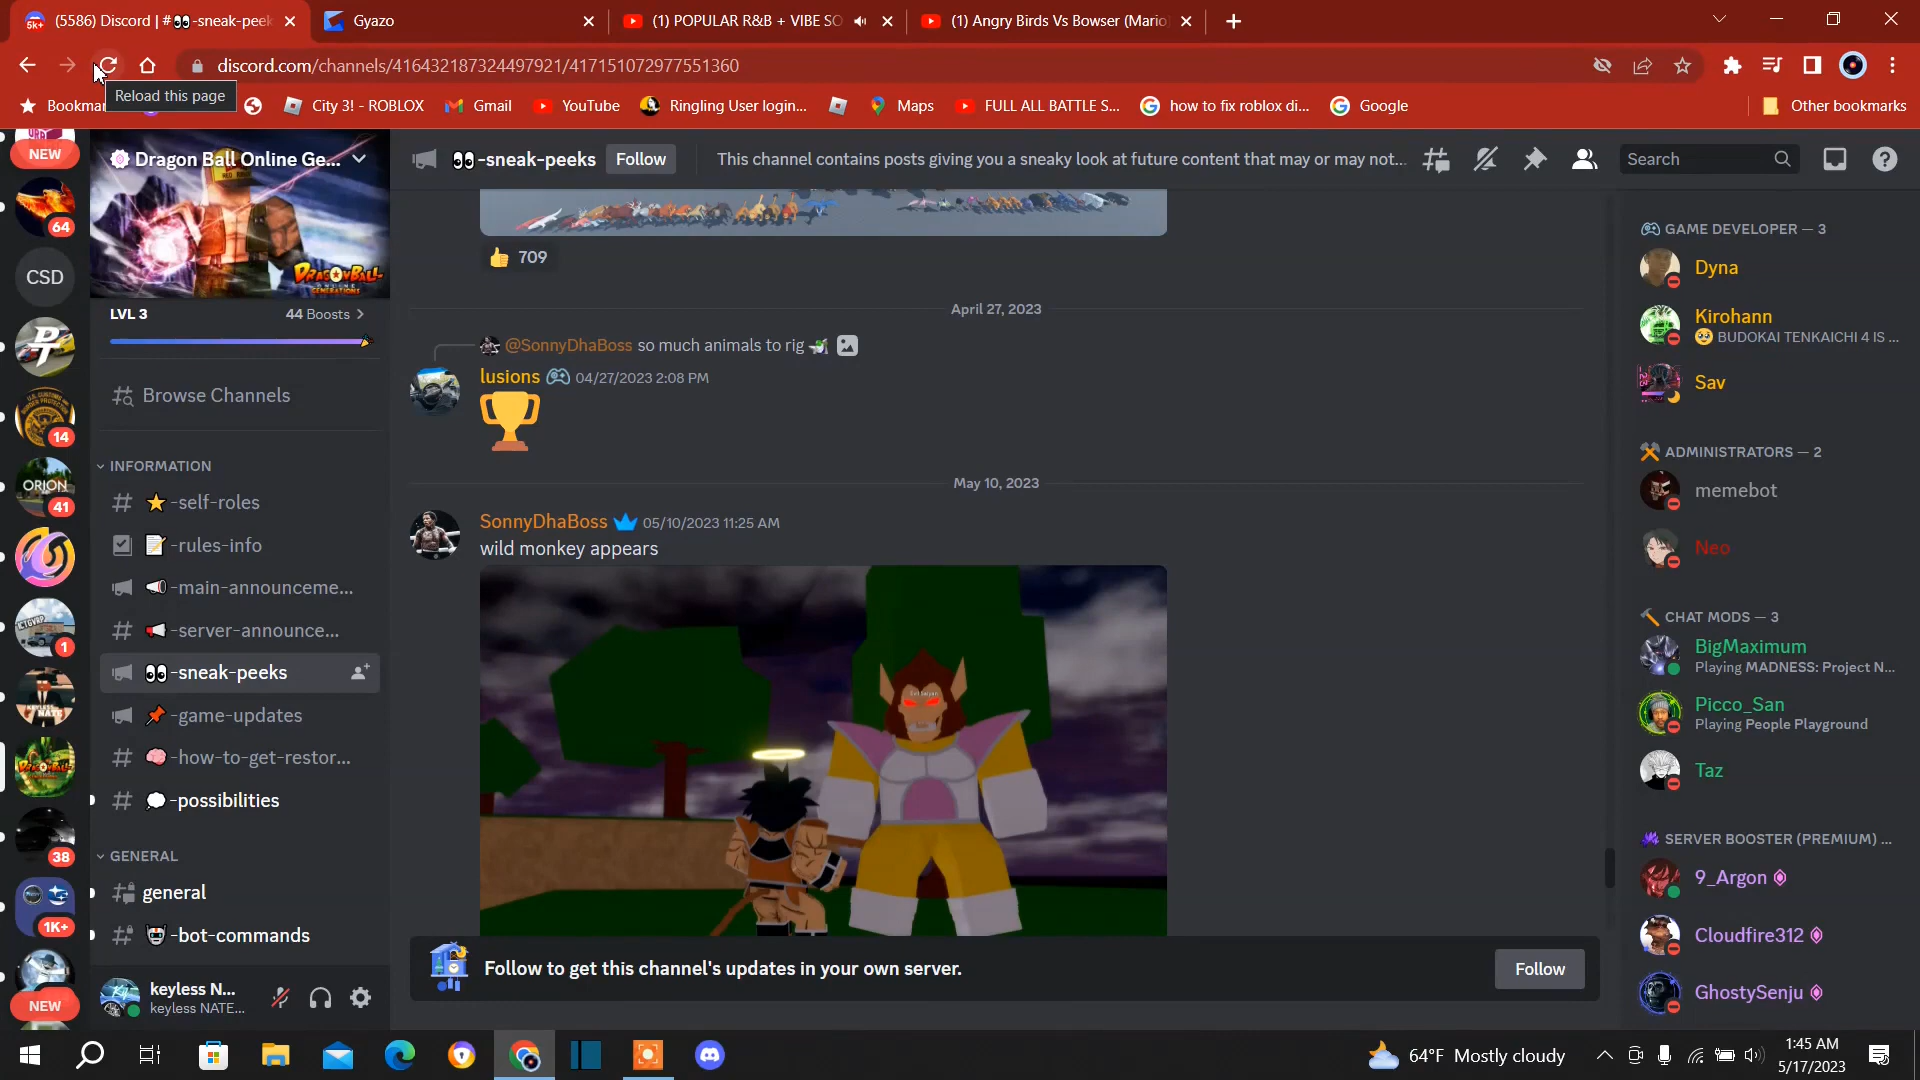 (5586) Discord | #👀-sneak-peek
Gyazo
(1) POPULAR R&B + VIBE SO
(1) Angry Birds Vs Bowser (Mario
discord.com/channels/416432187324497921/417151072977551360
Reload this page
Bookmar
City 3! - ROBLOX
Gmail
YouTube
Ringling User login...
Maps
FULL ALL BATTLE S...
how to fix roblox di...
Google
Other bookmarks
NEW
64
CSD
14
ORION
41
1
38
1K+
NEW
Dragon Ball Online Ge...
LVL 3
44 Boosts
Browse Channels
INFORMATION
⭐-self-roles
📝-rules-info
📢-main-announceme...
📢-server-announce...
👀-sneak-peeks
📌-game-updates
🧠-how-to-get-restor...
💭-possibilities
GENERAL
general
-bot-commands
keyless N...
keyless NATE...
👀-sneak-peeks
Follow
This channel contains posts giving you a sneaky look at future content that may or may not...
Search
👍 709
April 27, 2023
@SonnyDhaBoss so much animals to rig
lusions 🎮 04/27/2023 2:08 PM
🏆
May 10, 2023
SonnyDhaBoss 05/10/2023 11:25 AM
wild monkey appears
Follow to get this channel's updates in your own server.
Follow
GAME DEVELOPER — 3
Dyna
Kirohann
🥺 BUDOKAI TENKAICHI 4 IS ...
Sav
ADMINISTRATORS — 2
memebot
Neo
CHAT MODS — 3
BigMaximum
Playing MADNESS: Project N...
Picco_San
Playing People Playground
Taz
SERVER BOOSTER (PREMIUM) ...
9_Argon
Cloudfire312
GhostySenju
64°F Mostly cloudy
1:45 AM
5/17/2023